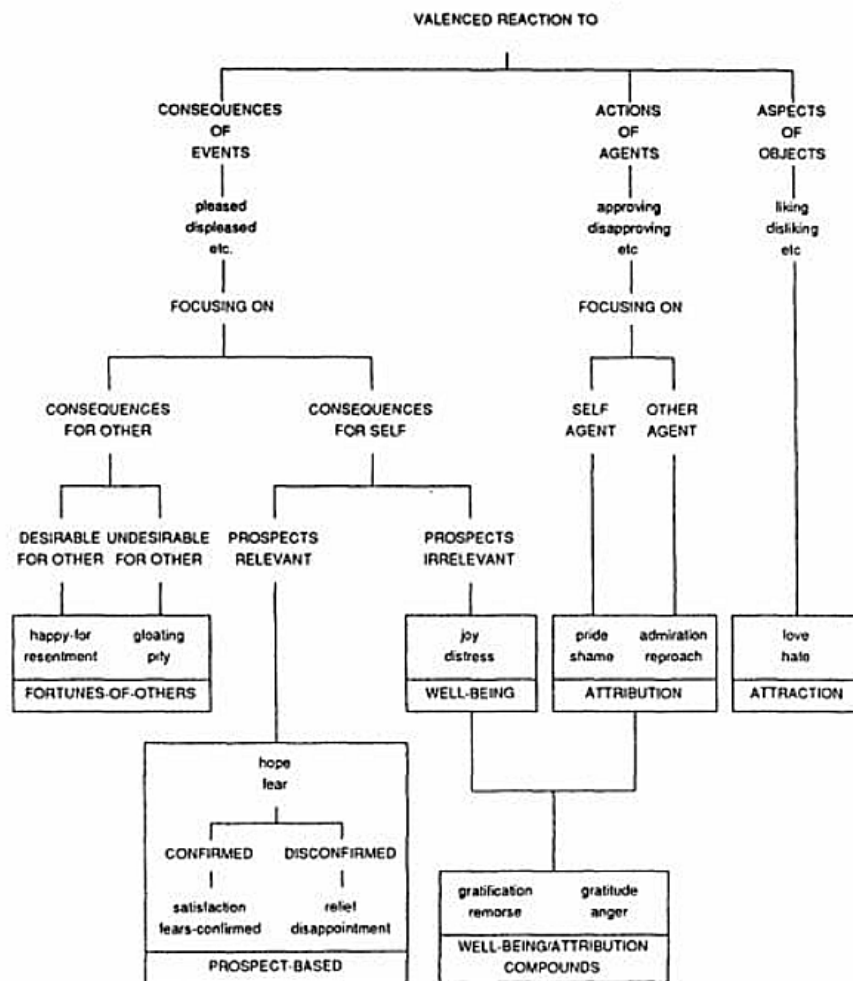 VALENCED REACTION TO
CONSEQUENCES
OF
EVENTS
ACTIONS
OF
AGENTS
ASPECTS
OF
OBJECTS
pleased
displeased
etc.
approving
disapproving
etc
liking
disliking
etc
FOCUSING ON
FOCUSING ON
CONSEQUENCES
FOR OTHER
CONSEQUENCES
FOR SELF
SELF
AGENT
OTHER
AGENT
DESIRABLE
FOR OTHER
UNDESIRABLE
FOR OTHER
PROSPECTS
RELEVANT
PROSPECTS
IRRELEVANT
happy-for
resentment
gloating
pity
FORTUNES-OF-OTHERS
joy
distress
WELL-BEING
pride
shame
admiration
reproach
ATTRIBUTION
love
hate
ATTRACTION
hope
fear
CONFIRMED
DISCONFIRMED
satisfaction
fears-confirmed
relief
disappointment
PROSPECT-BASED
gratification
remorse
gratitude
anger
WELL-BEING/ATTRIBUTION
COMPOUNDS